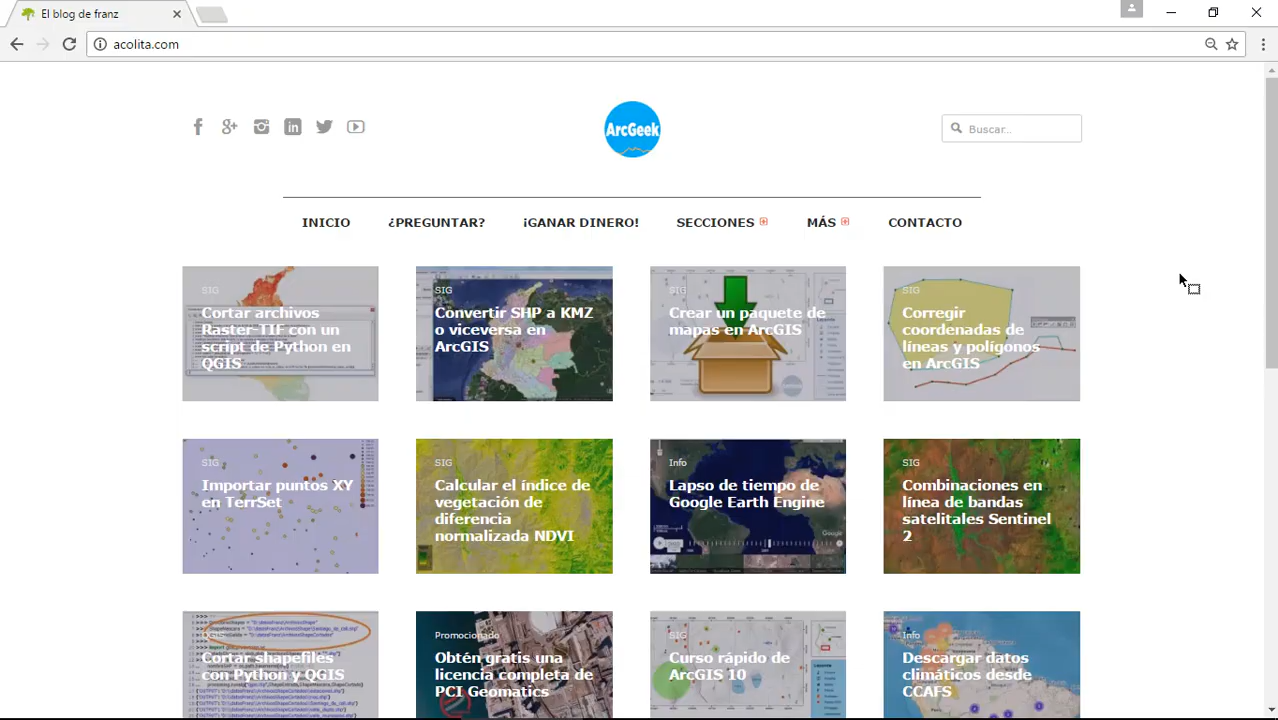 El blog de franz
acolita.com
ArcGeek
Buscar...
INICIO
¿PREGUNTAR?
¡GANAR DINERO!
SECCIONES
MÁS
CONTACTO
SIG
Cortar archivos
Raster-TIF con un
script de Python en
QGIS
SIG
Convertir SHP a KMZ
o viceversa en
ArcGIS
SIG
Crear un paquete de
mapas en ArcGIS
SIG
Corregir
coordenadas de
líneas y polígonos
en ArcGIS
SIG
Importar puntos XY
en TerrSet
SIG
Calcular el índice de
vegetación de
diferencia
normalizada NDVI
Info
Lapso de tiempo de
Google Earth Engine
Google
SIG
Combinaciones en
línea de bandas
satelitales Sentinel
2
Cortar shapefiles
con Python y QGIS
Promocionado
Obtén gratis una
licencia completa de
PCI Geomatics
SIG
Curso rápido de
ArcGIS 10
Info
Descargar datos
climáticos desde
CCAFS